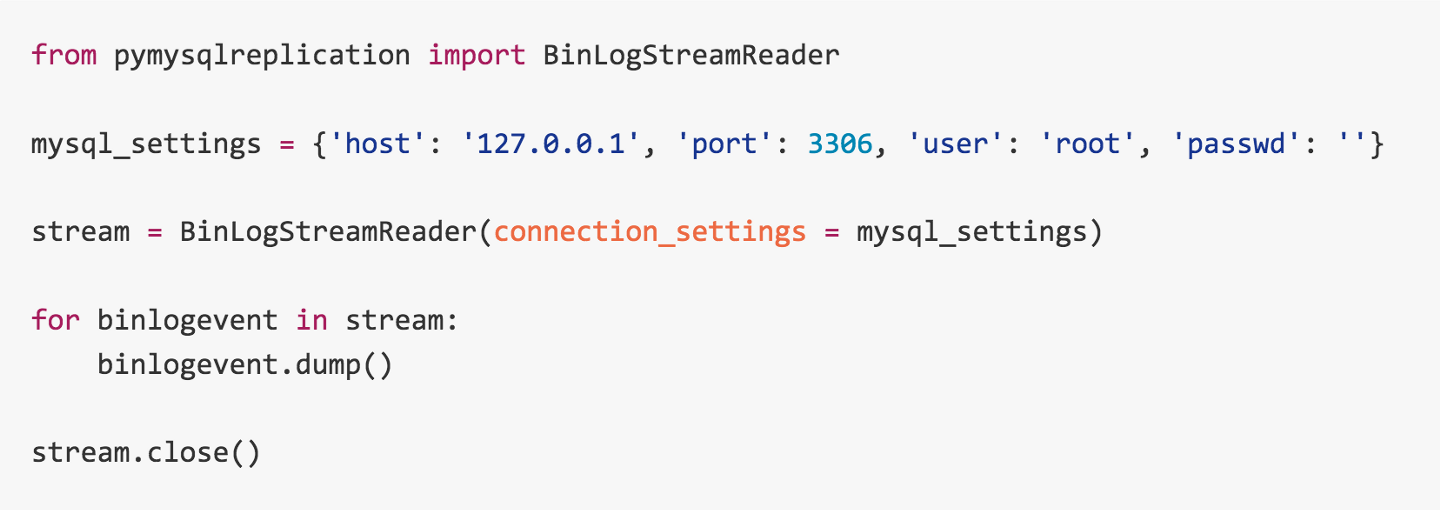 from pymysqlreplication import BinLogStreamReader
mysql_settings = {'host': '127.0.0.1', 'port': 3306, 'user': 'root', 'passwd': ''}
stream = BinLogStreamReader(connection_settings = mysql_settings)
for binlogevent in stream:
    binlogevent.dump()
stream.close()